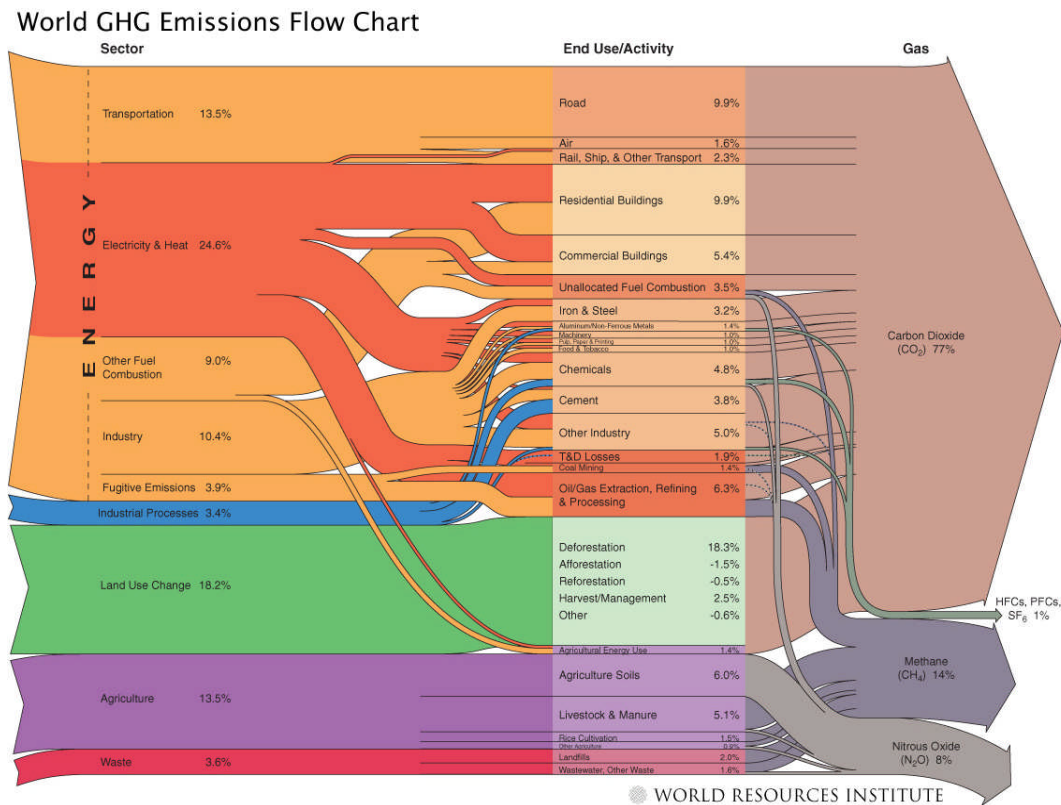 World GHG Emissions Flow Chart
Sector End Use/Activity Gas
ENERGY
Transportation 13.5%
Electricity & Heat 24.6%
Other Fuel
Combustion 9.0%
Industry 10.4%
Fugitive Emissions 3.9%
Industrial Processes 3.4%
Land Use Change 18.2%
Agriculture 13.5%
Waste 3.6%
Road 9.9%
Air 1.6%
Rail, Ship, & Other Transport 2.3%
Residential Buildings 9.9%
Commercial Buildings 5.4%
Unallocated Fuel Combustion 3.5%
Iron & Steel 3.2%
Aluminum/Non-Ferrous Metals 1.4%
Machinery 1.0%
Pulp, Paper & Printing 1.0%
Food & Tobacco 1.0%
Chemicals 4.8%
Cement 3.8%
Other Industry 5.0%
T&D Losses 1.9%
Coal Mining 1.4%
Oil/Gas Extraction, Refining
& Processing 6.3%
Deforestation 18.3%
Afforestation -1.5%
Reforestation -0.5%
Harvest/Management 2.5%
Other -0.6%
Agricultural Energy Use 1.4%
Agriculture Soils 6.0%
Livestock & Manure 5.1%
Rice Cultivation 1.5%
Other Agriculture 0.9%
Landfills 2.0%
Wastewater, Other Waste 1.6%
Carbon Dioxide
(CO₂) 77%
HFCs, PFCs,
SF₆ 1%
Methane
(CH₄) 14%
Nitrous Oxide
(N₂O) 8%
WORLD RESOURCES INSTITUTE